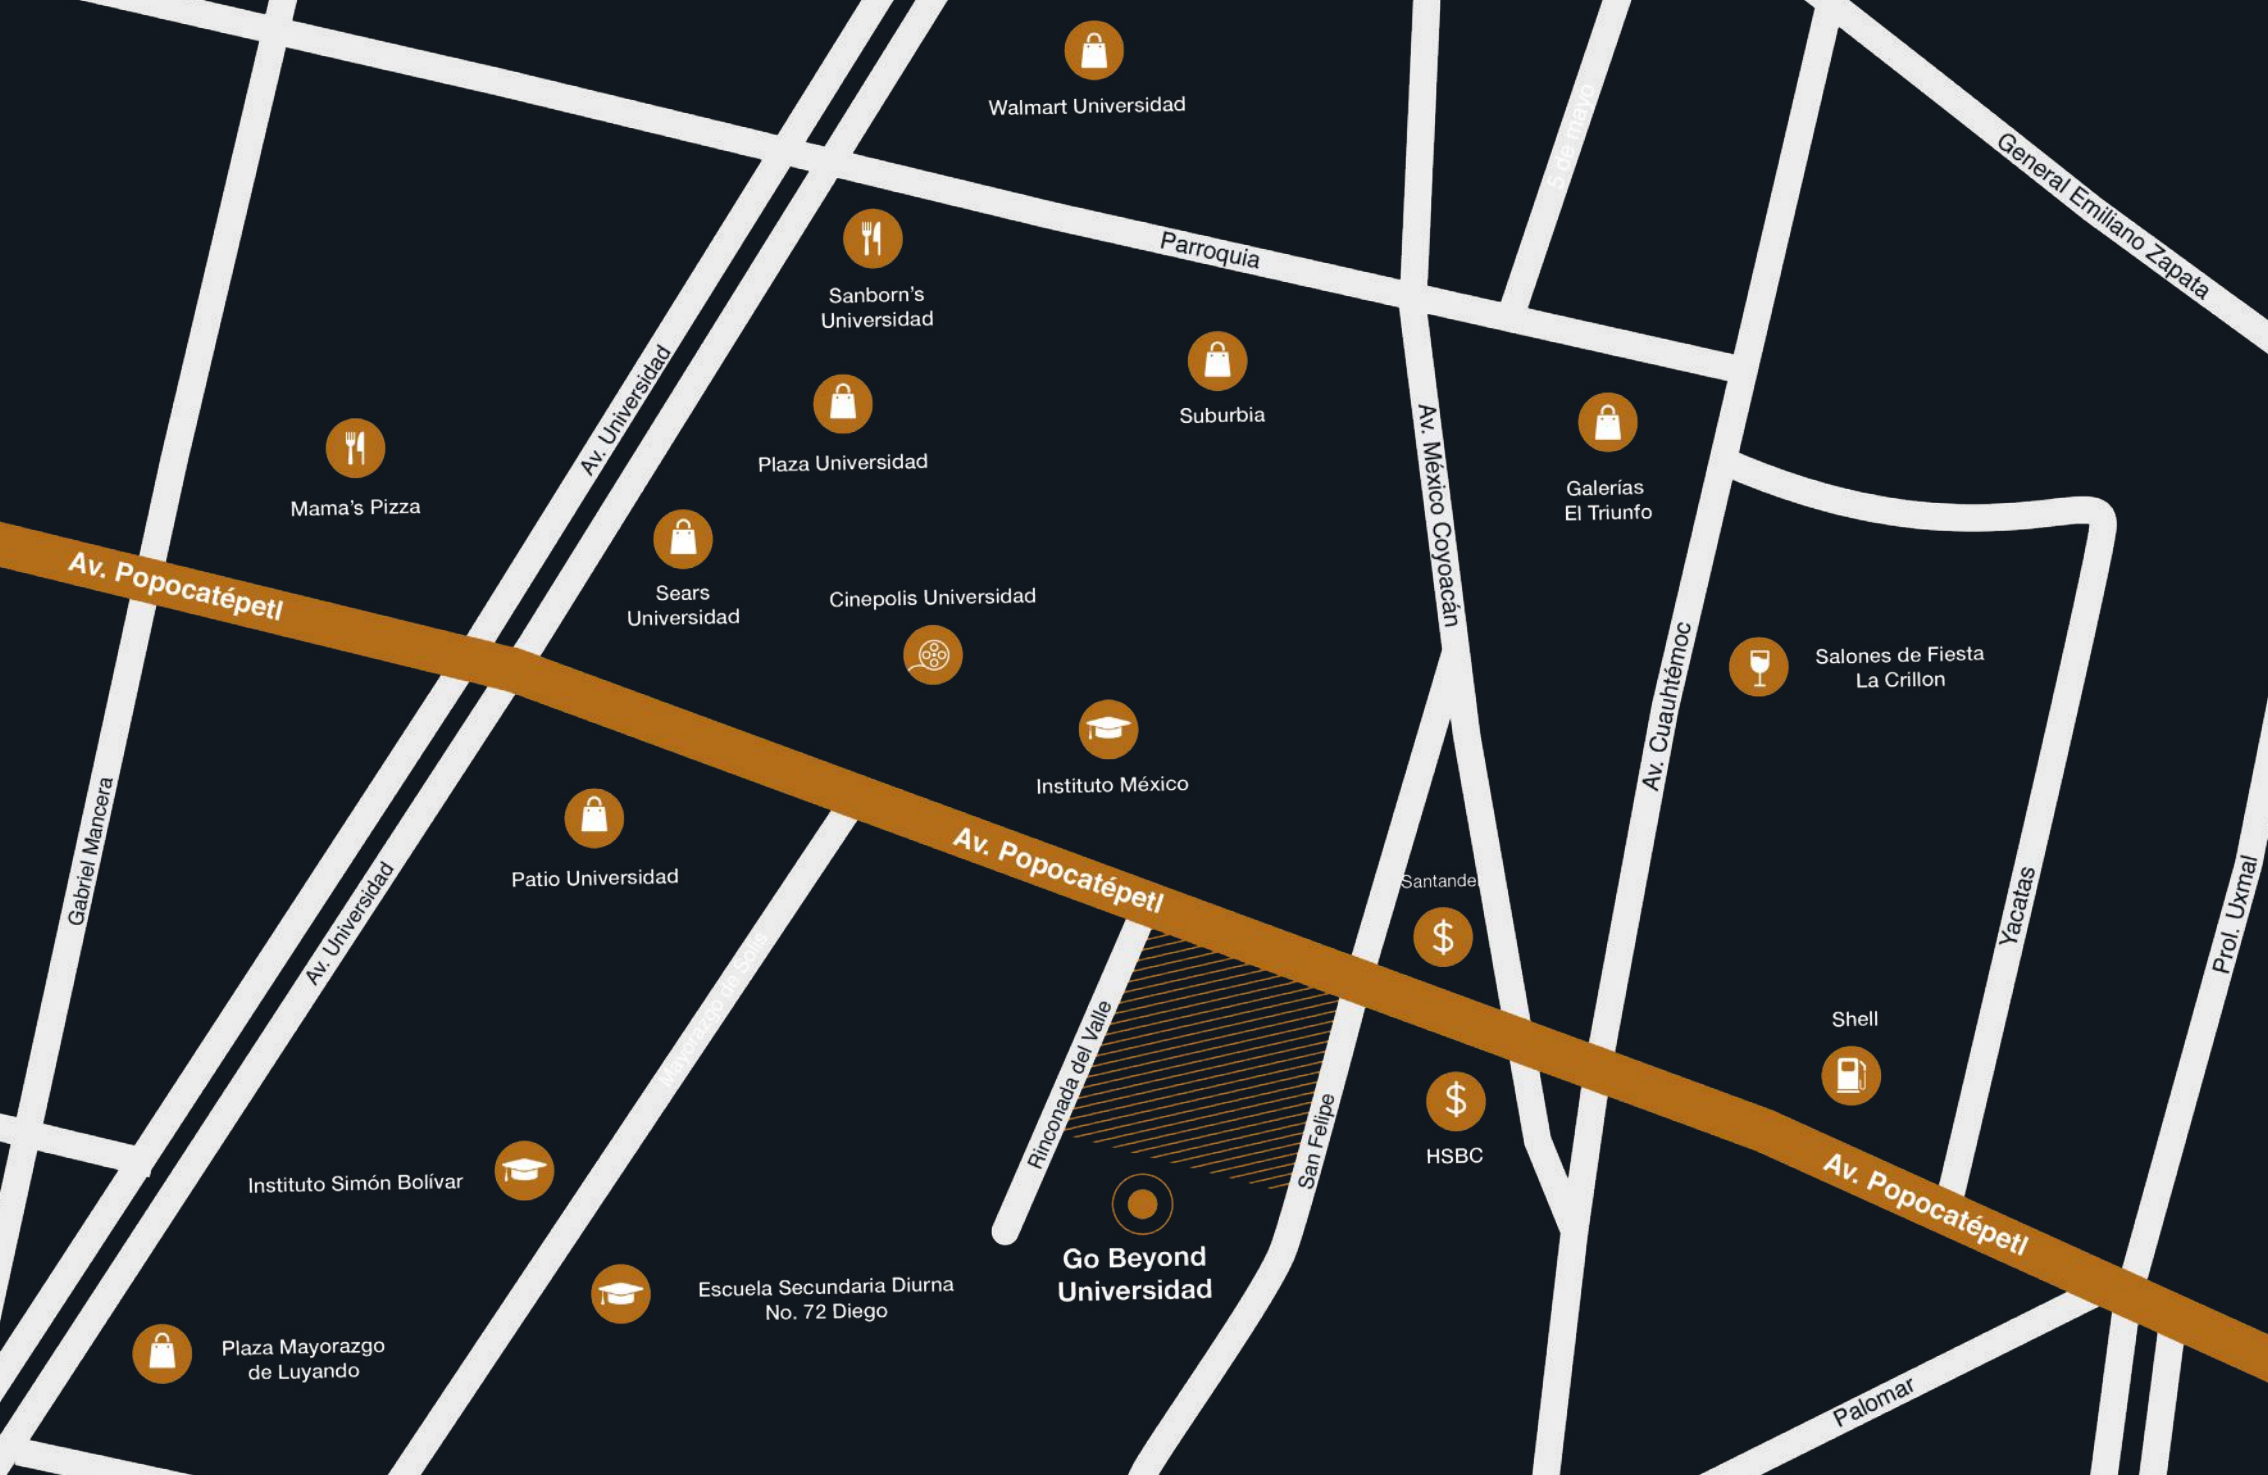 Walmart Universidad
5 de mayo
General Emiliano Zapata
Parroquia
Sanborn's
Universidad
Av. Universidad
Suburbia
Plaza Universidad
Av. México Coyoacán
Galerías
El Triunfo
Mama's Pizza
Av. Popocatépetl
Sears
Universidad
Cinepolis Universidad
Av. Cuauhtémoc
Salones de Fiesta
La Crillon
Instituto México
Gabriel Mancera
Av. Universidad
Patio Universidad
Av. Popocatépetl
Santander
Yacatas
Prol. Uxmal
Mayorazgo de Solis
Rinconada del Valle
Shell
San Felipe
HSBC
Instituto Simón Bolívar
Av. Popocatépetl
Go Beyond
Universidad
Escuela Secundaria Diurna
No. 72 Diego
Plaza Mayorazgo
de Luyando
Palomar